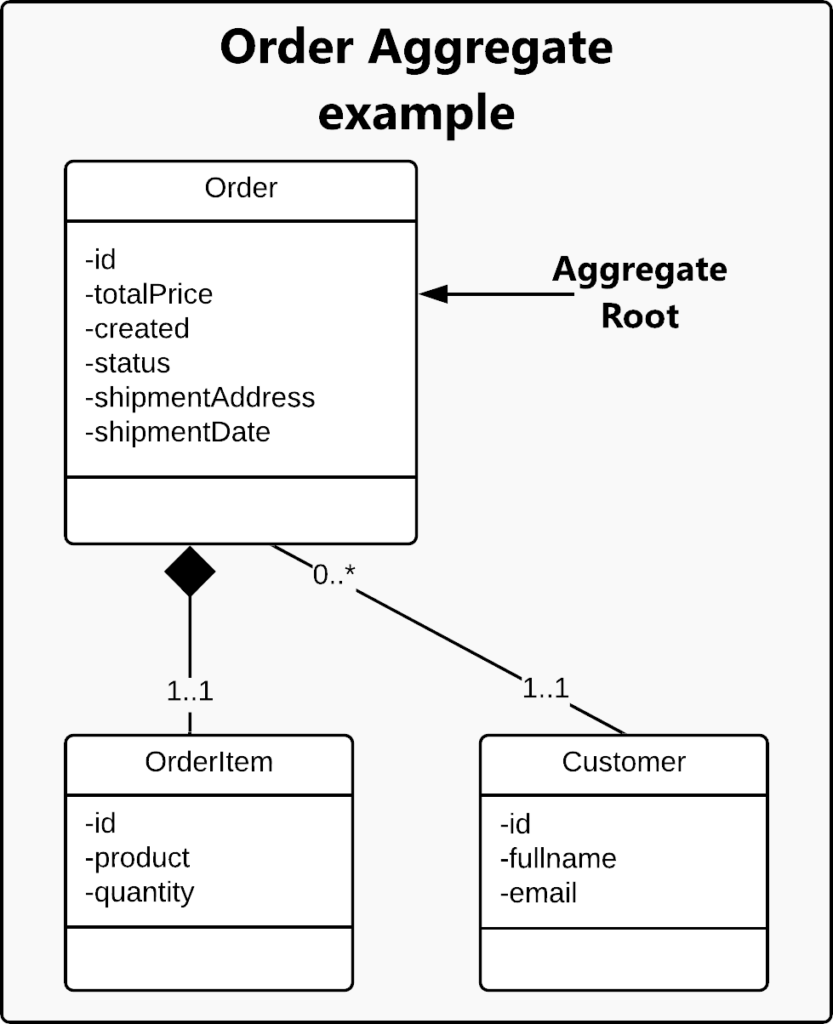 Order Aggregate
example
Order
-id
-totalPrice
-created
-status
-shipmentAddress
-shipmentDate
Aggregate
Root
0..*
1..1
1..1
OrderItem
-id
-product
-quantity
Customer
-id
-fullname
-email